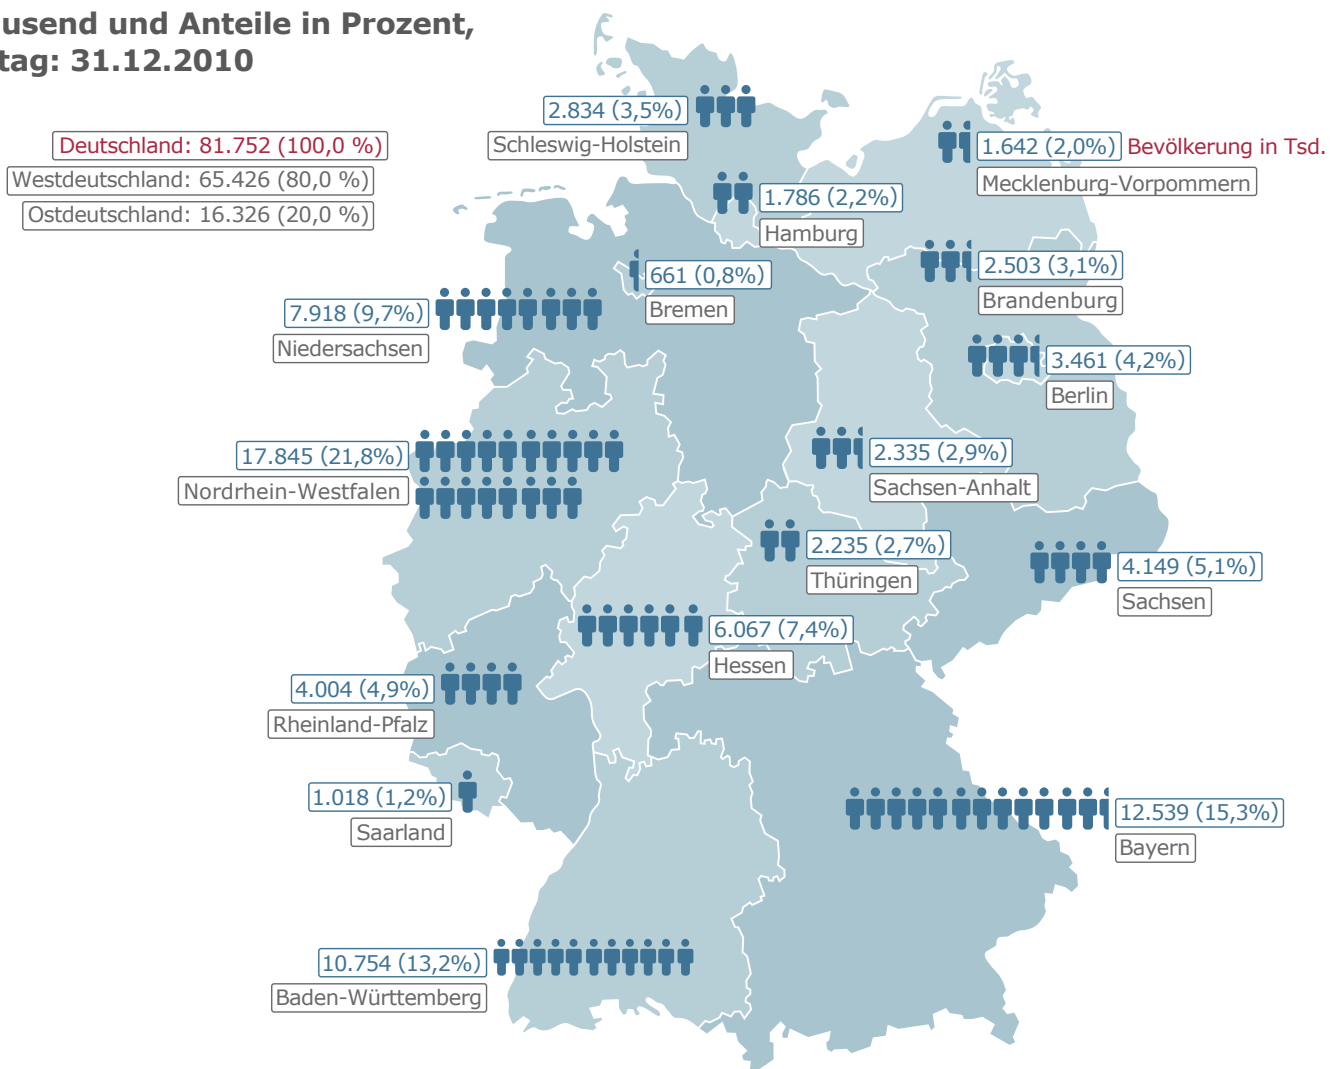 usend und Anteile in Prozent,
tag: 31.12.2010
Deutschland: 81.752 (100,0 %)
Westdeutschland: 65.426 (80,0 %)
Ostdeutschland: 16.326 (20,0 %)
2.834 (3,5%)
Schleswig-Holstein
1.642 (2,0%) Bevölkerung in Tsd.
Mecklenburg-Vorpommern
1.786 (2,2%)
Hamburg
661 (0,8%)
Bremen
2.503 (3,1%)
Brandenburg
7.918 (9,7%)
Niedersachsen
3.461 (4,2%)
Berlin
17.845 (21,8%)
Nordrhein-Westfalen
2.335 (2,9%)
Sachsen-Anhalt
2.235 (2,7%)
Thüringen
4.149 (5,1%)
Sachsen
6.067 (7,4%)
Hessen
4.004 (4,9%)
Rheinland-Pfalz
1.018 (1,2%)
Saarland
12.539 (15,3%)
Bayern
10.754 (13,2%)
Baden-Württemberg